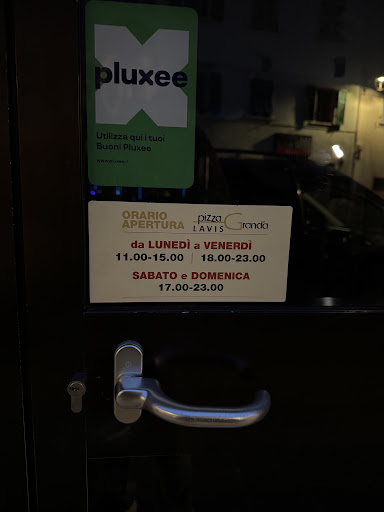 pluxee
Utilizza qui i tuoi
Buoni Pluxee
ORARIO
APERTURA
pizza Granda
LAVIS
da LUNEDÌ a VENERDÌ
11.00-15.00 | 18.00-23.00
SABATO e DOMENICA
17.00-23.00